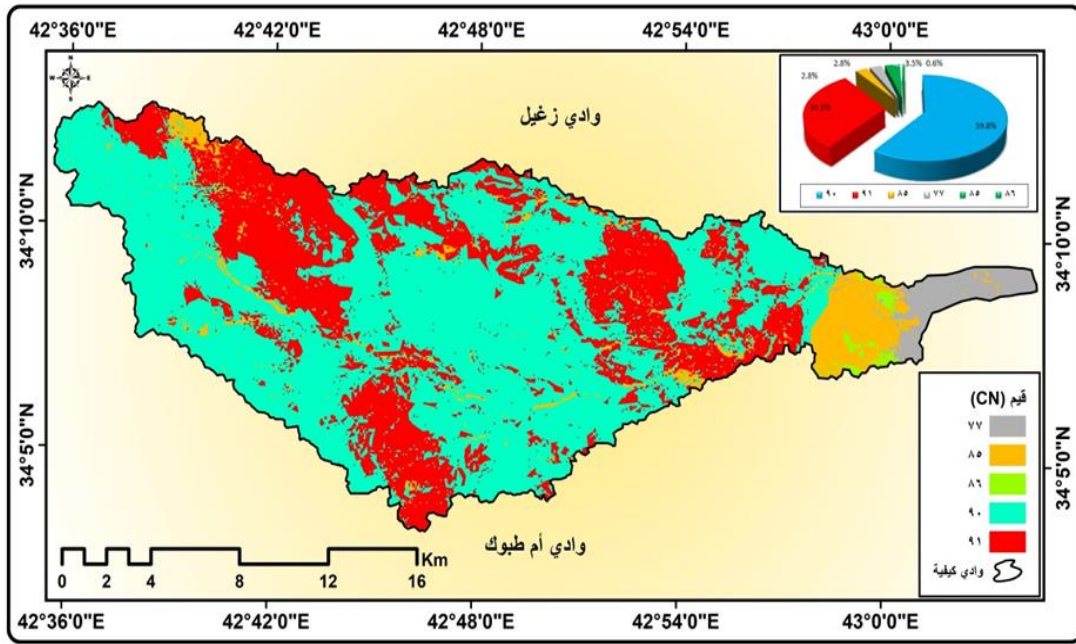 42°36'0"E 42°42'0"E 42°48'0"E 42°54'0"E 43°0'0"E
N
W E
S
2.8% 2.8% 3.5% 0.6%
59.8%
٩٠ ٩١ ٨٥ ٧٧ ٨٥ ٨٦
وادي زغيل
34°10'0"N
34°10'0"N
34°5'0"N
34°5'0"N
قيم (CN)
٧٧
٨٥
٨٦
٩٠
٩١
وادي كيفية
وادي أم طبوك
Km
0 2 4 8 12 16
42°36'0"E 42°42'0"E 42°48'0"E 42°54'0"E 43°0'0"E